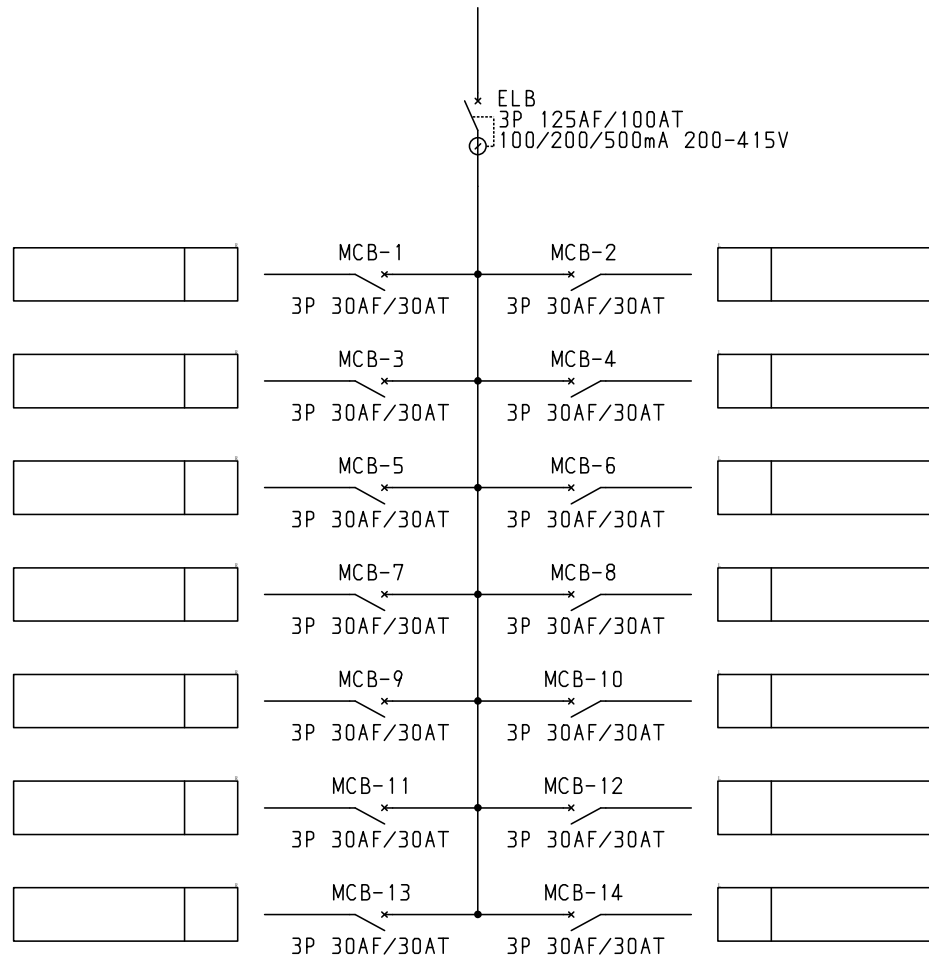 ELB
3P 125AF/100AT
100/200/500mA 200-415V
MCB-1 MCB-2
3P 30AF/30AT 3P 30AF/30AT
MCB-3 MCB-4
3P 30AF/30AT 3P 30AF/30AT
MCB-5 MCB-6
3P 30AF/30AT 3P 30AF/30AT
MCB-7 MCB-8
3P 30AF/30AT 3P 30AF/30AT
MCB-9 MCB-10
3P 30AF/30AT 3P 30AF/30AT
MCB-11 MCB-12
3P 30AF/30AT 3P 30AF/30AT
MCB-13 MCB-14
3P 30AF/30AT 3P 30AF/30AT